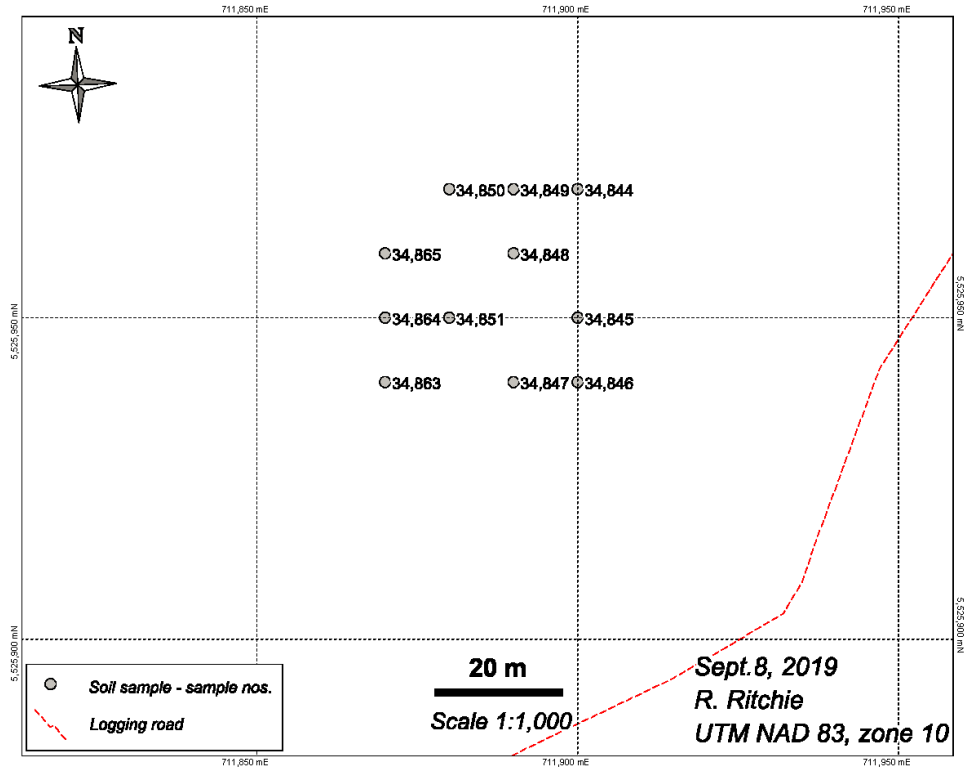 711,850 mE
711,900 mE
711,950 mE
N
34,850
34,849
34,844
34,865
34,848
5,525,950 mN
34,864
34,851
34,845
5,525,950 mN
34,863
34,847
34,846
5,525,900 mN
5,525,900 mN
Soil sample - sample nos.
Logging road
20 m
Scale 1:1,000
Sept.8, 2019
R. Ritchie
UTM NAD 83, zone 10
711,850 mE
711,900 mE
711,950 mE